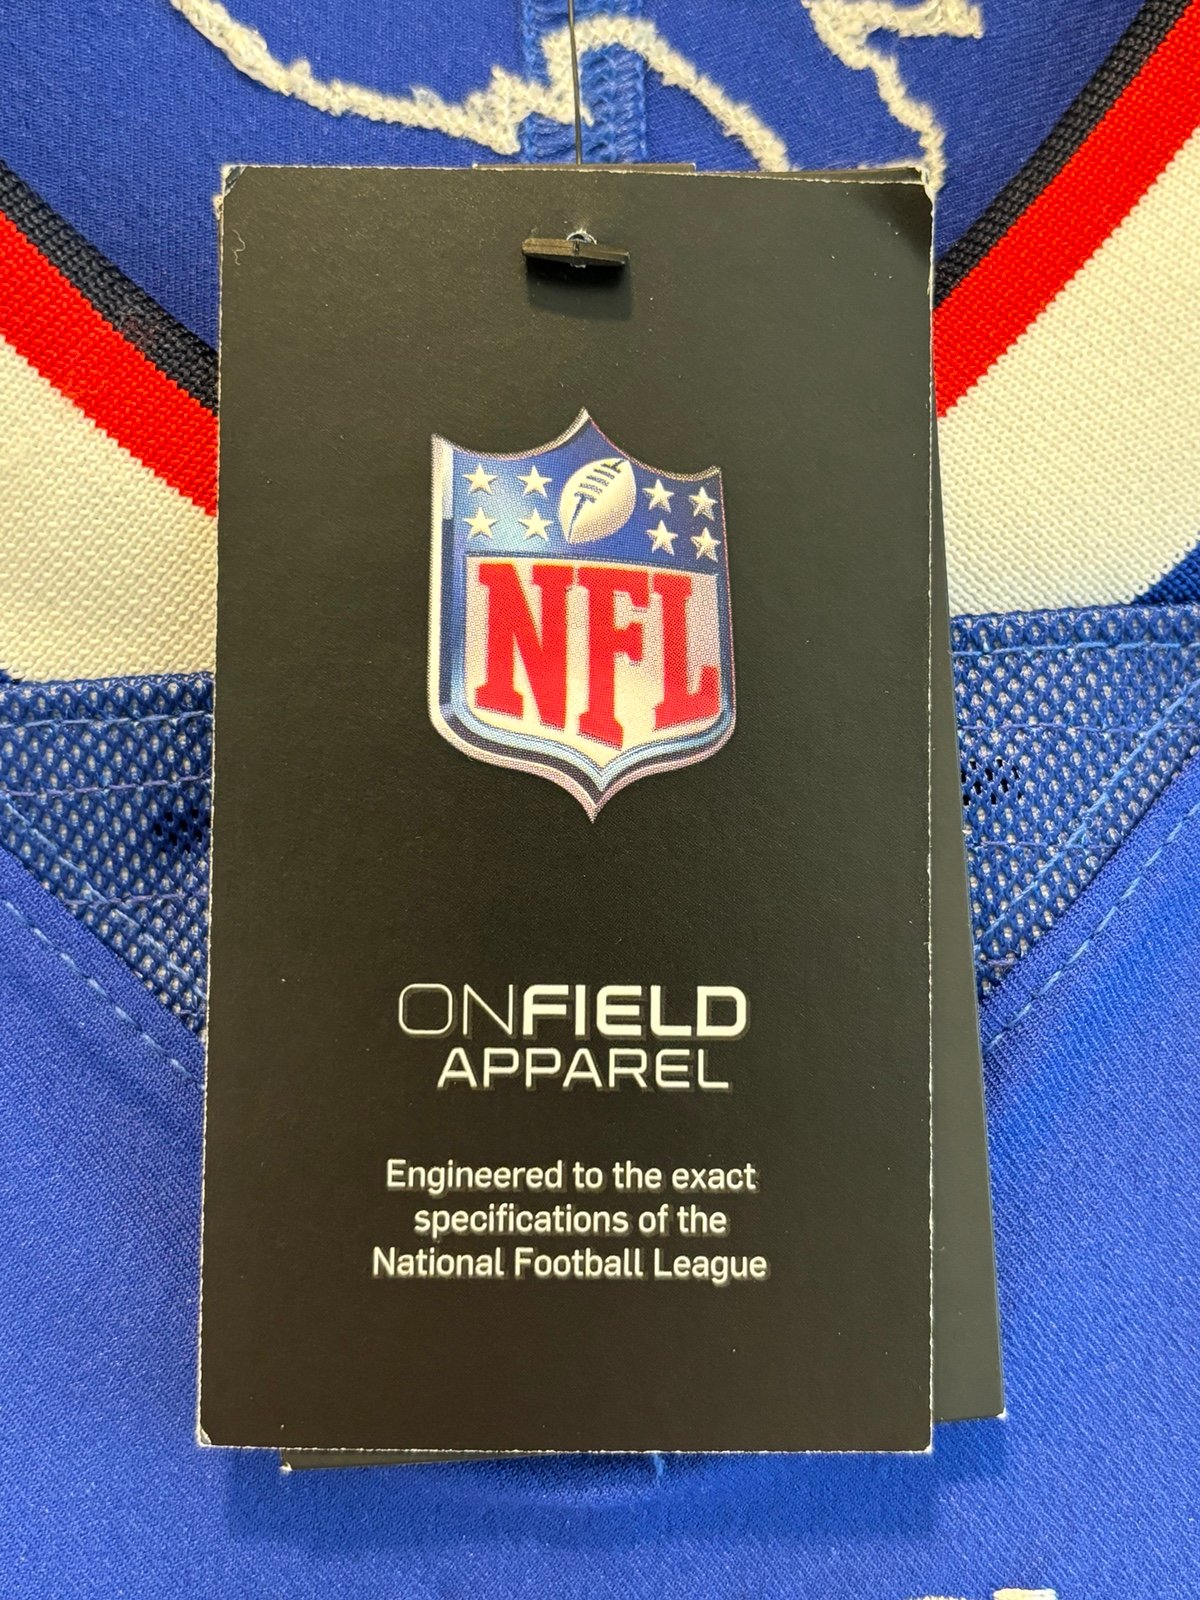 NFL
ONFIELD
APPAREL
Engineered to the exact
specifications of the
National Football League